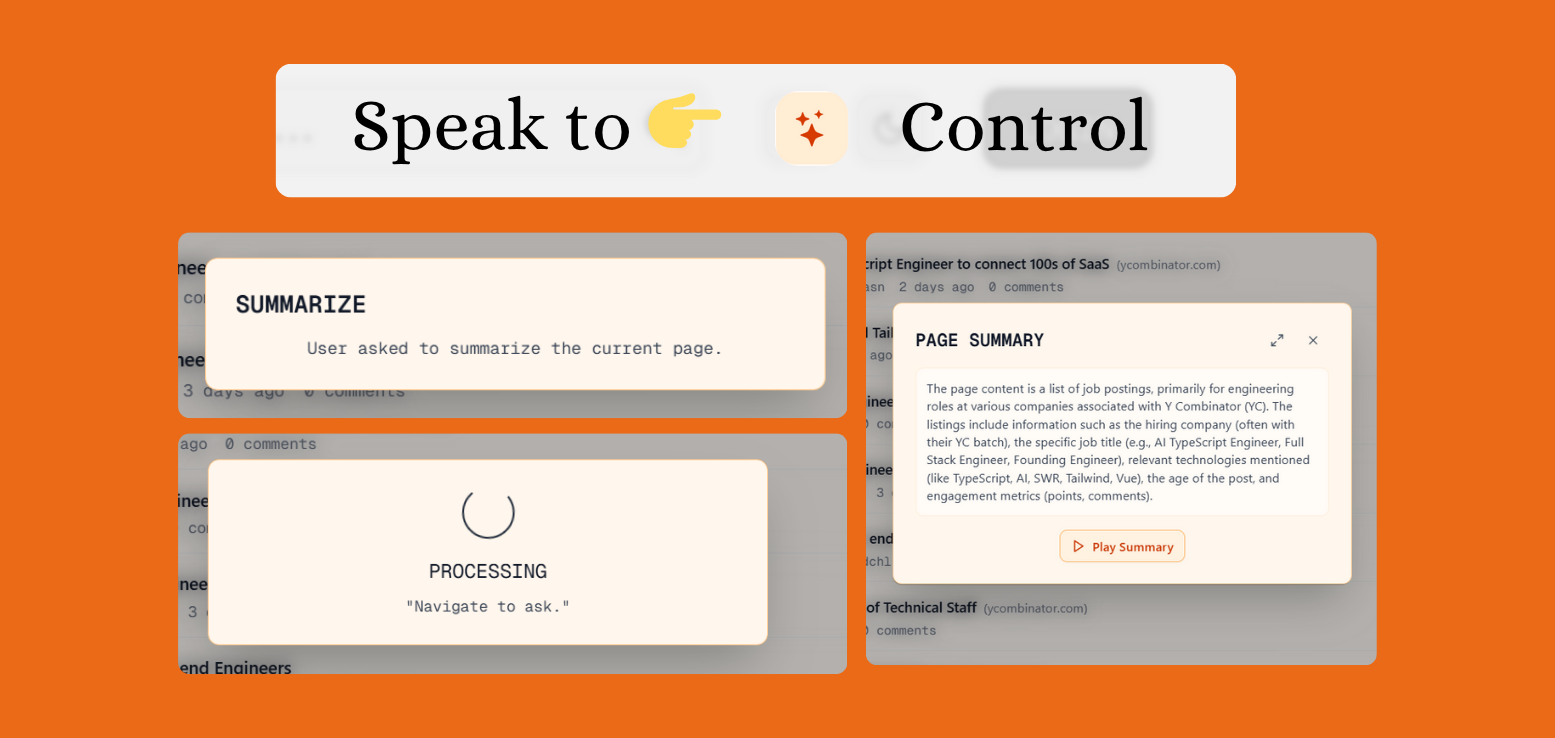 Speak to Control
SUMMARIZE
User asked to summarize the current page.
3 days ago 0 comments
ago 0 comments
PROCESSING
"Navigate to ask."
3
end Engineers
cript Engineer to connect 100s of SaaS (ycombinator.com)
asn 2 days ago 0 comments
ago
PAGE SUMMARY
The page content is a list of job postings, primarily for engineering
roles at various companies associated with Y Combinator (YC). The
listings include information such as the hiring company (often with
their YC batch), the specific job title (e.g., AI TypeScript Engineer, Full
Stack Engineer, Founding Engineer), relevant technologies mentioned
(like TypeScript, AI, SWR, Tailwind, Vue), the age of the post, and
engagement metrics (points, comments).
3
end
Play Summary
of Technical Staff (ycombinator.com)
0 comments